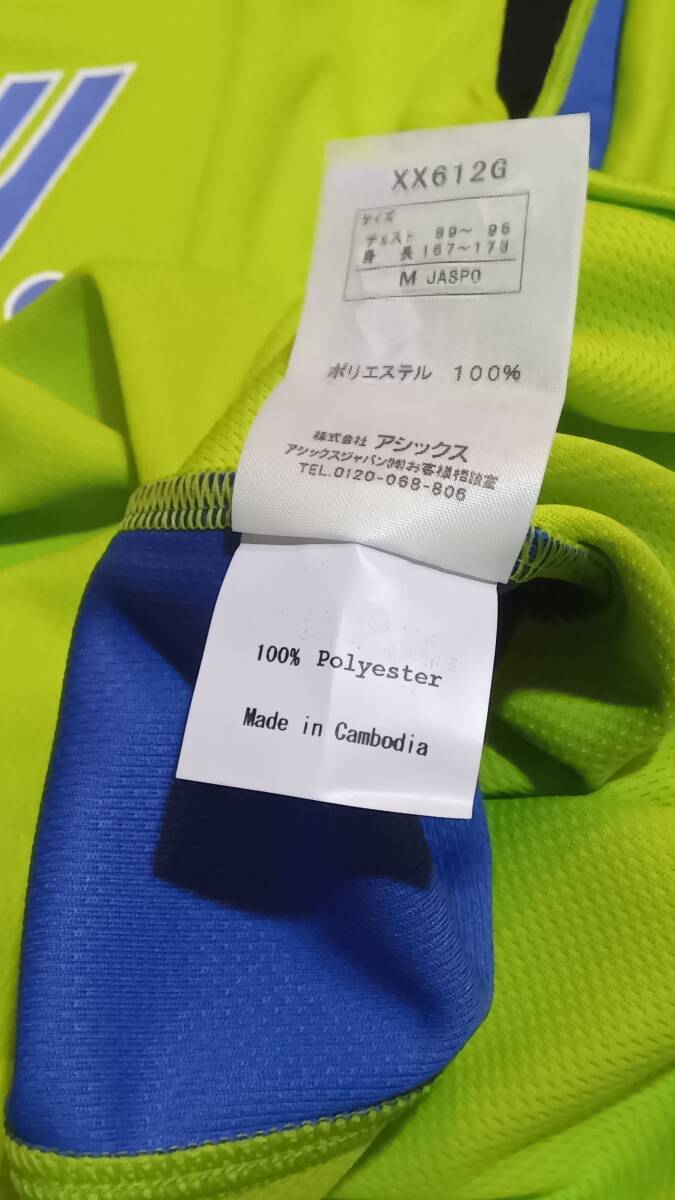 XX612G
サイズ
チェスト 89～ 96
身 長 167～173
M JASPO
ポリエステル 100%
株式会社 アシックス
アシックスジャパン㈱お客様相談室
TEL.0120-068-806
100% Polyester
Made in Cambodia